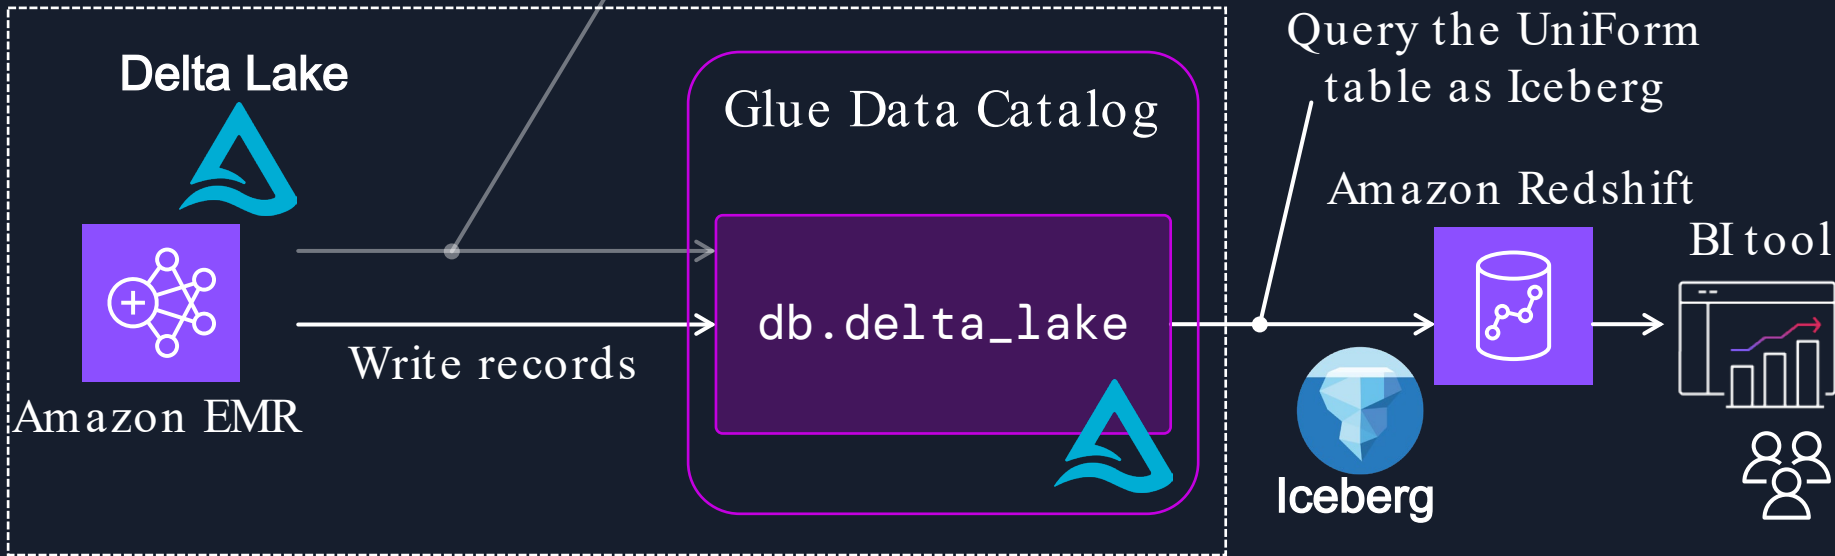 Delta Lake
Amazon EMR
Write records
Glue Data Catalog
db.delta_lake
Query the UniForm
table as Iceberg
Amazon Redshift
Iceberg
BI tool